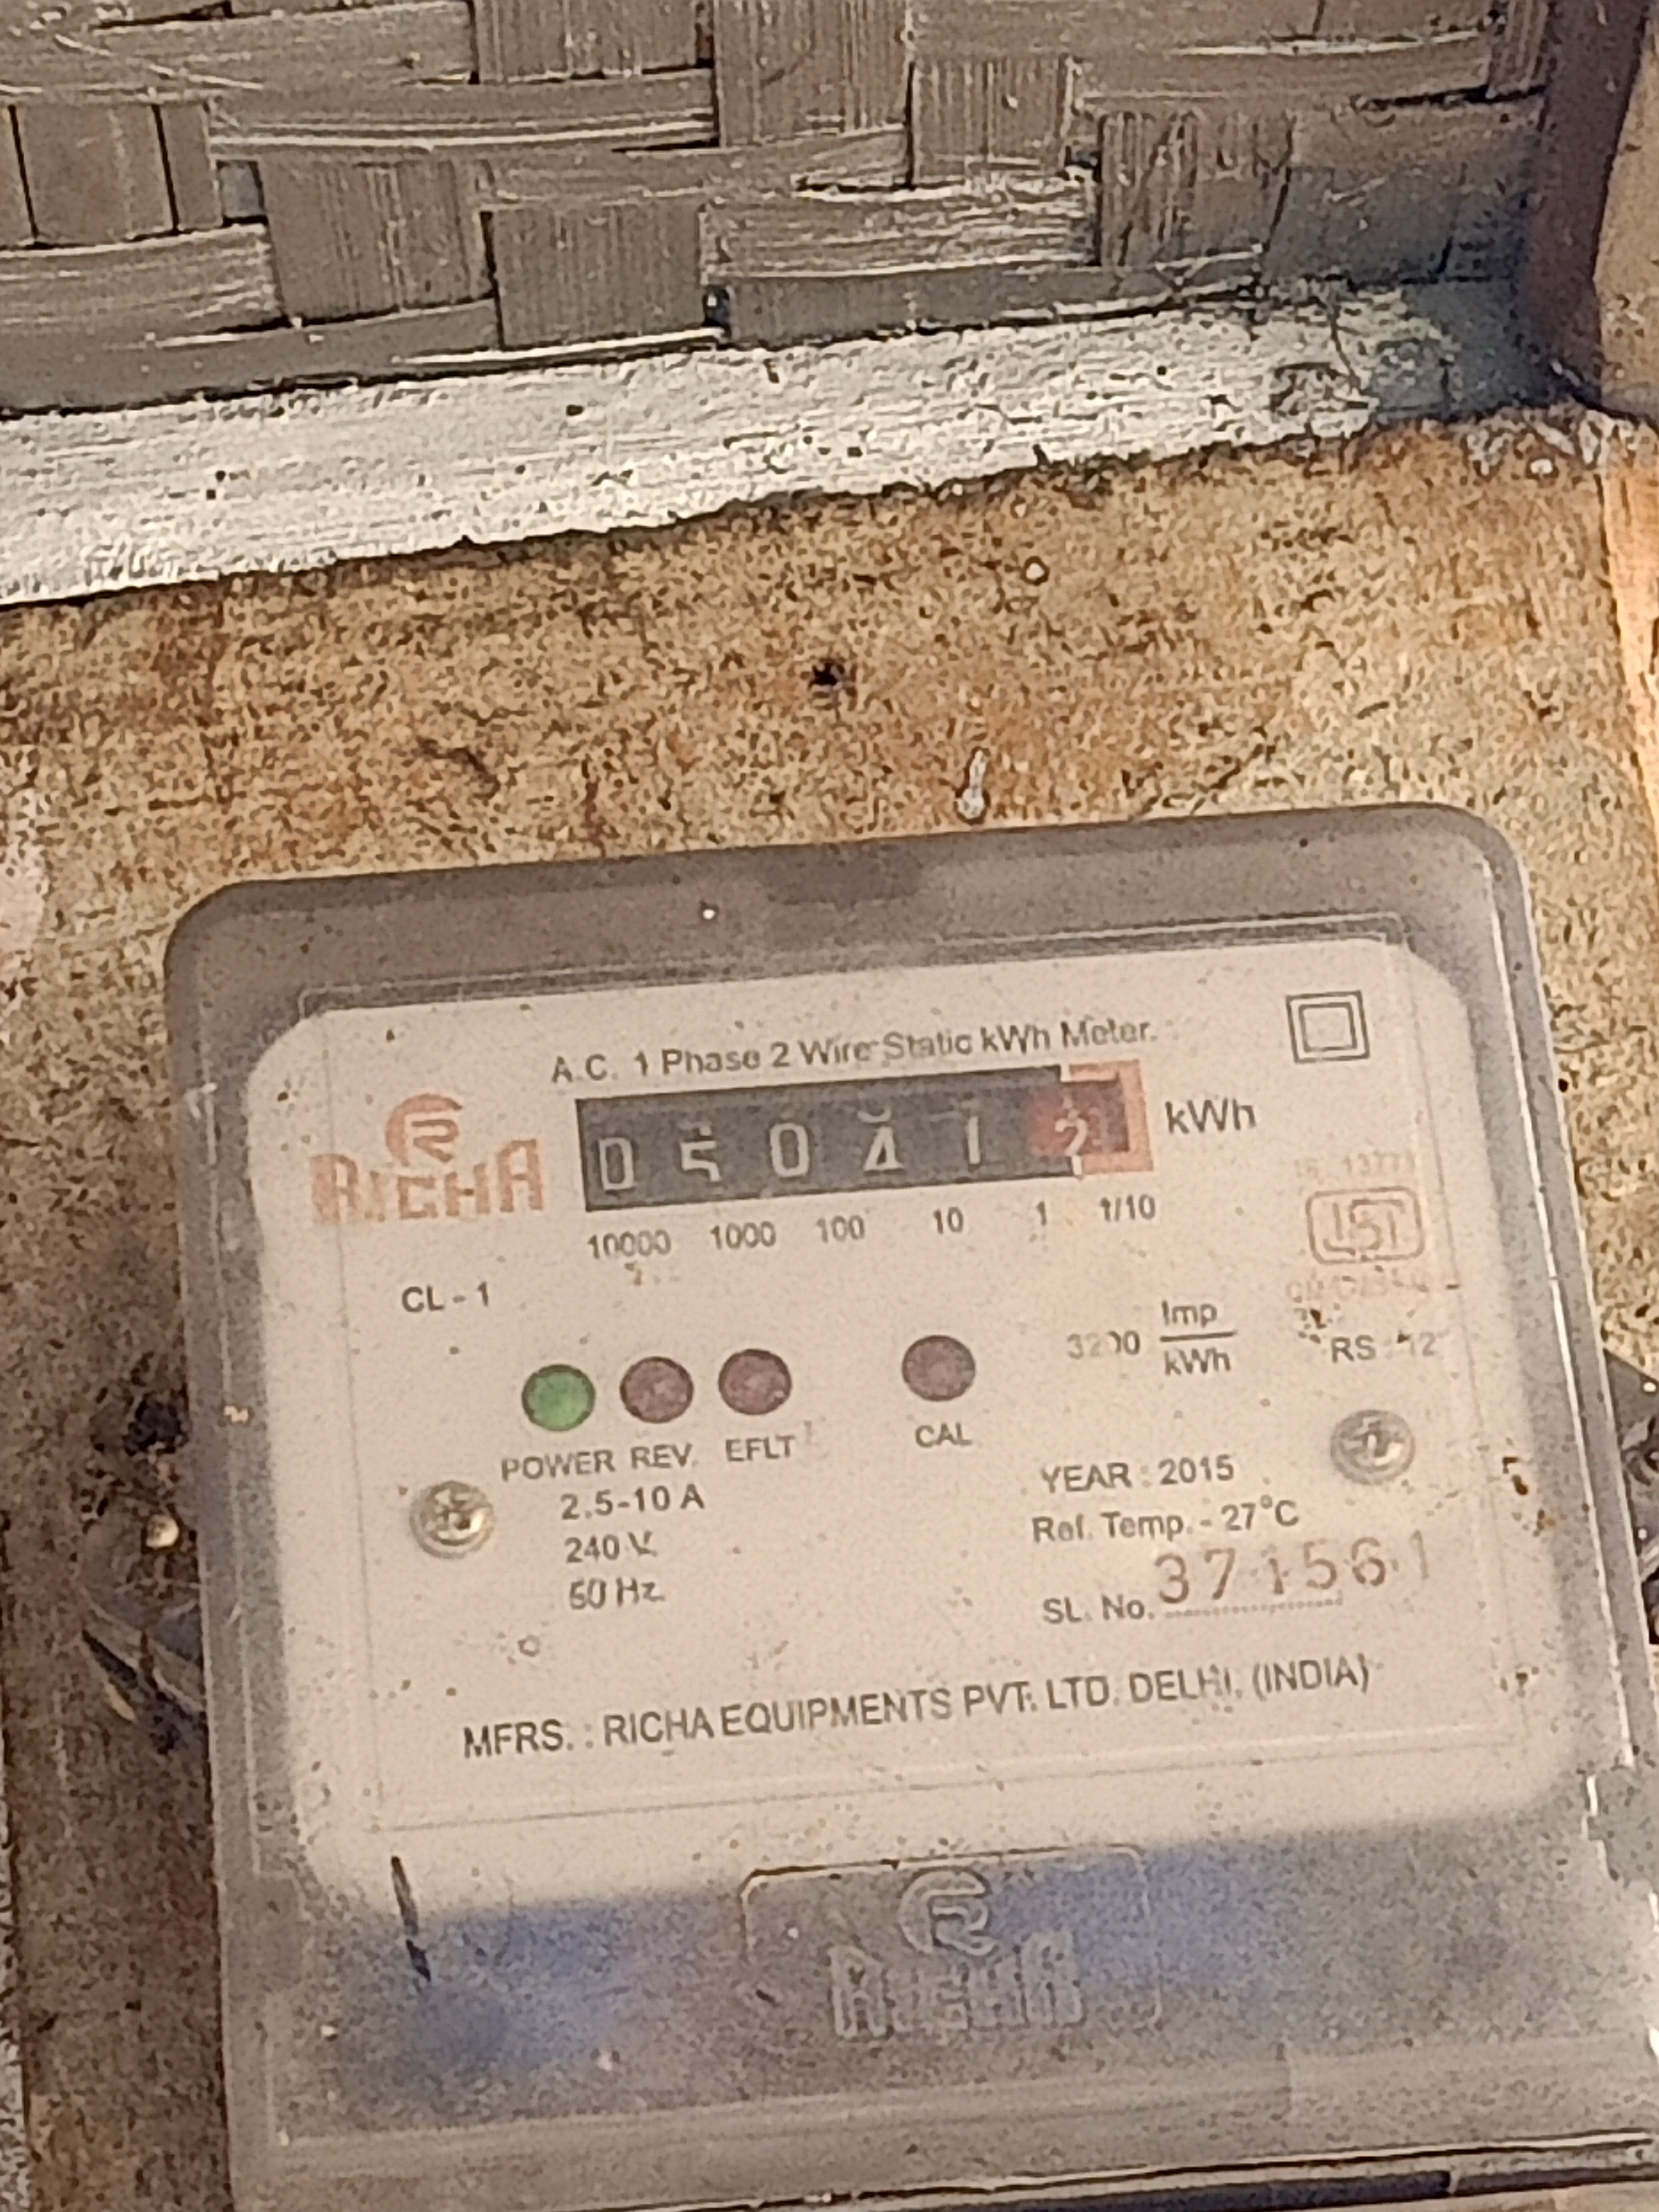 A.C. 1 Phase 2 Wire Static kWh Meter.
RICHA
0 5 0 4 1 2 kWh
10000 1000 100 10 1 1/10
CL - 1
3200 Imp/kWh
RS : 12
POWER REV. EFLT CAL
2.5-10 A
240 V
50 Hz
YEAR : 2015
Ref. Temp. - 27°C
SL. No. 371561
MFRS. : RICHA EQUIPMENTS PVT. LTD. DELHI. (INDIA)
RICHA